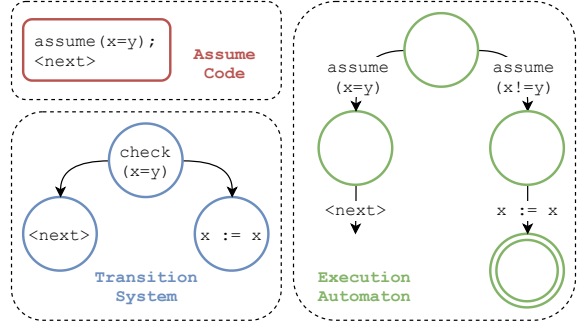 assume(x=y);
<next>
Assume
Code
check
(x=y)
<next>
x := x
Transition
System
assume
(x=y)
assume
(x!=y)
<next>
x := x
Execution
Automaton